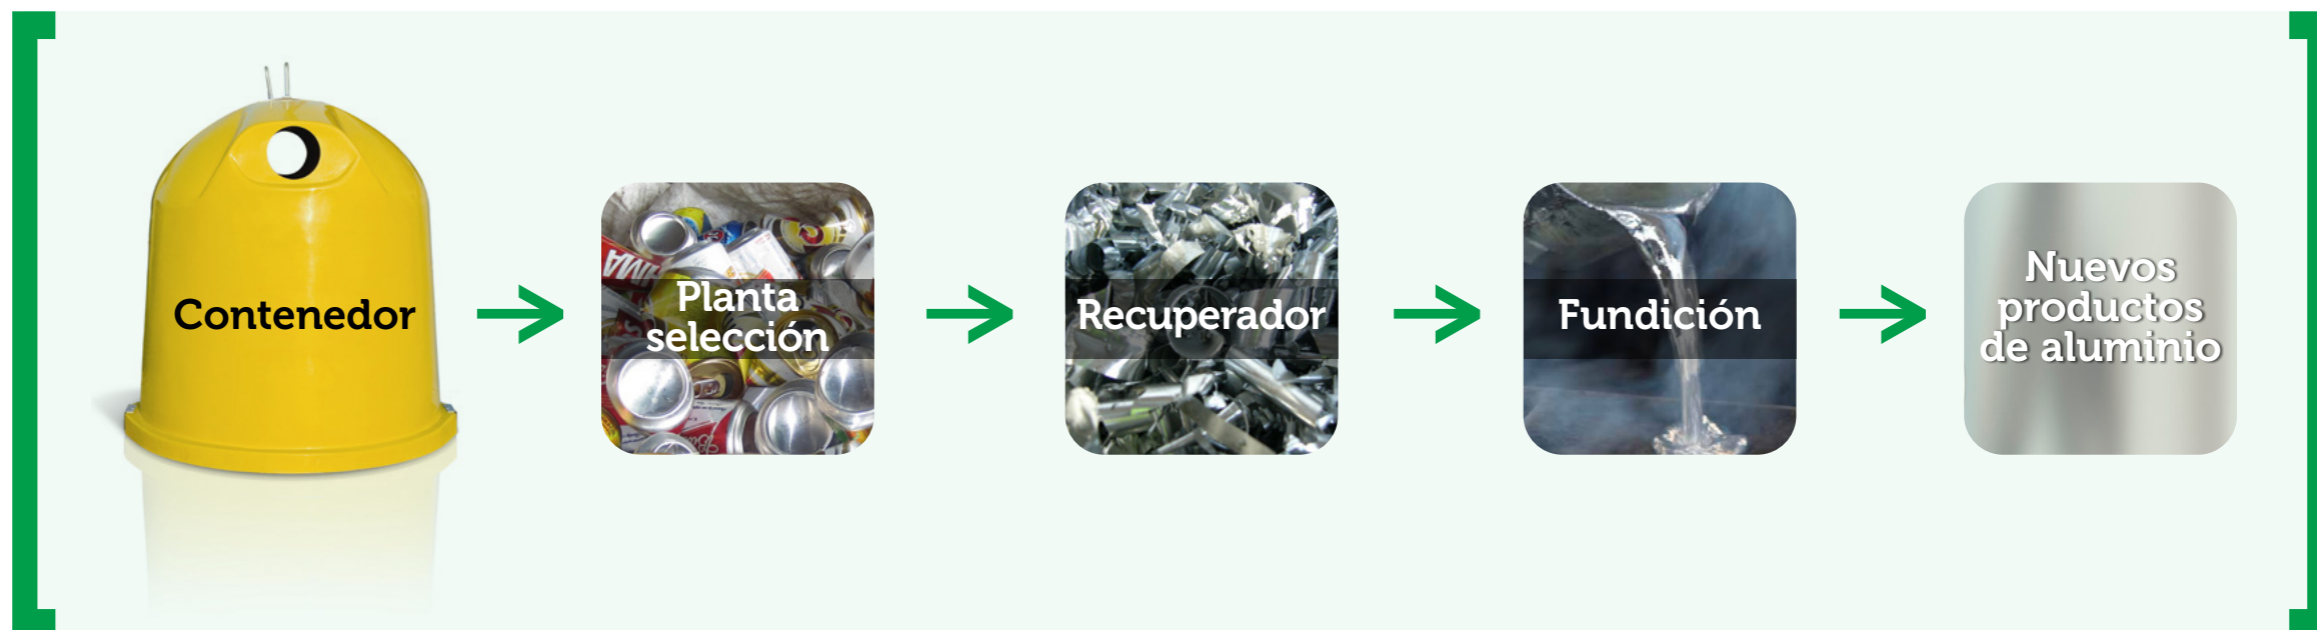 Contenedor
Planta
selección
Recuperador
Fundición
Nuevos
productos
de aluminio